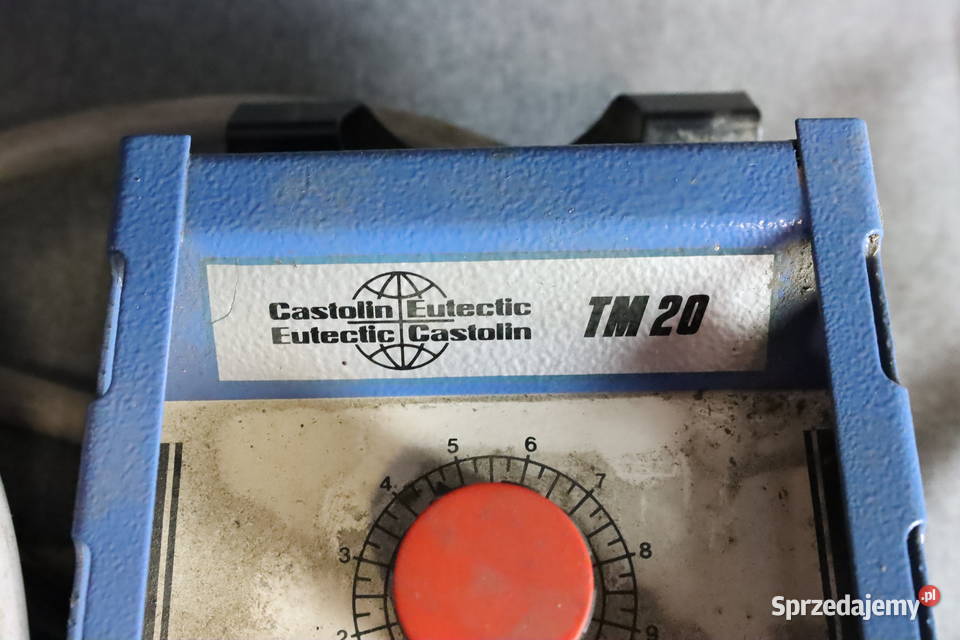 Castolin Eutectic
Eutectic Castolin
TM 20
5 6
4 7
3 8
2 9
Sprzedajemy.pl